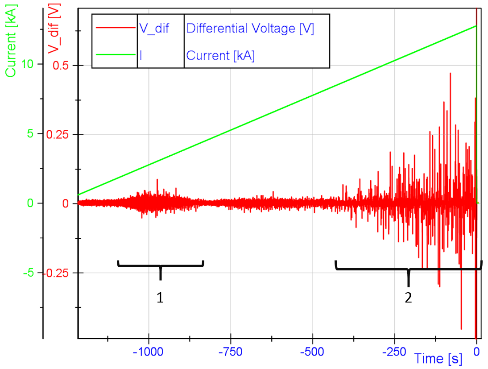 Current [kA]
V_dif [V]
V_dif Differential Voltage [V]
I Current [kA]
10
5
0
-5
0.5
0.25
0
-0.25
1
2
-1000 -750 -500 -250 0
Time [s]